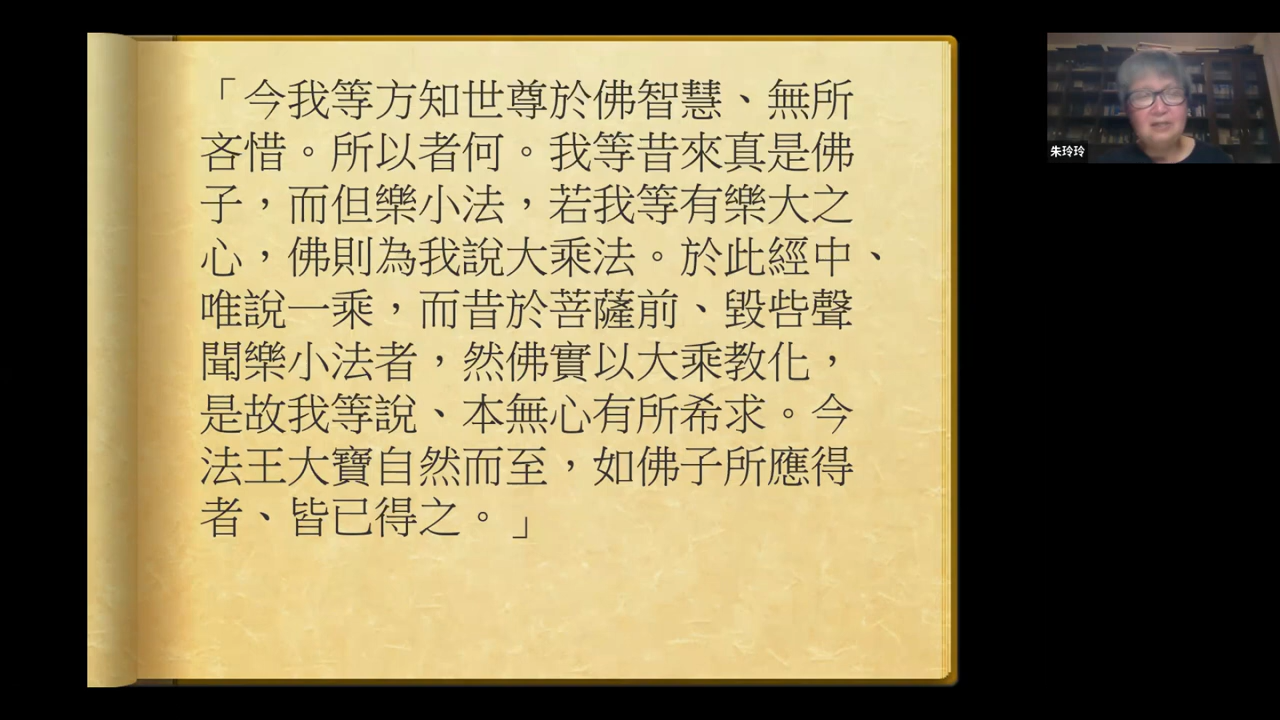 「今我等方知世尊於佛智慧、無所
吝惜。所以者何。我等昔來真是佛
子，而但樂小法，若我等有樂大之
心，佛則為我說大乘法。於此經中、
唯說一乘，而昔於菩薩前、毀呰聲
聞樂小法者，然佛實以大乘教化，
是故我等說、本無心有所希求。今
法王大寶自然而至，如佛子所應得
者、皆已得之。」
朱玲玲